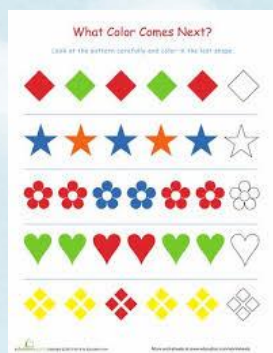 What Color Comes Next?
Look at the pattern carefully and color in the last shape.